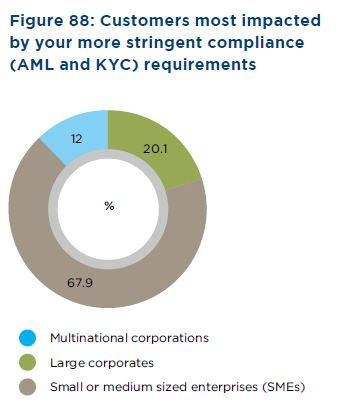 Figure 88: Customers most impacted
by your more stringent compliance
(AML and KYC) requirements
12
20.1
%
67.9
Multinational corporations
Large corporates
Small or medium sized enterprises (SMEs)